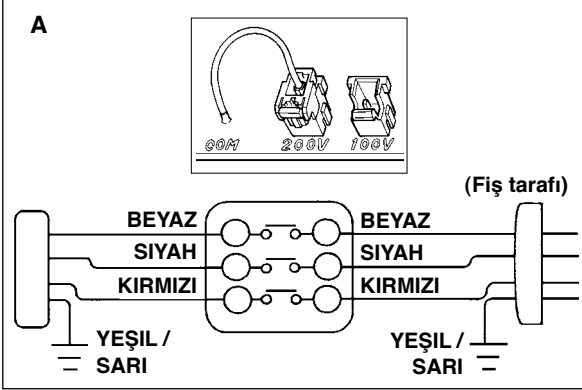 A
COM 200V 100V
(Fiş tarafı)
BEYAZ BEYAZ
SIYAH SIYAH
KIRMIZI KIRMIZI
YEŞIL / YEŞIL /
SARI SARI